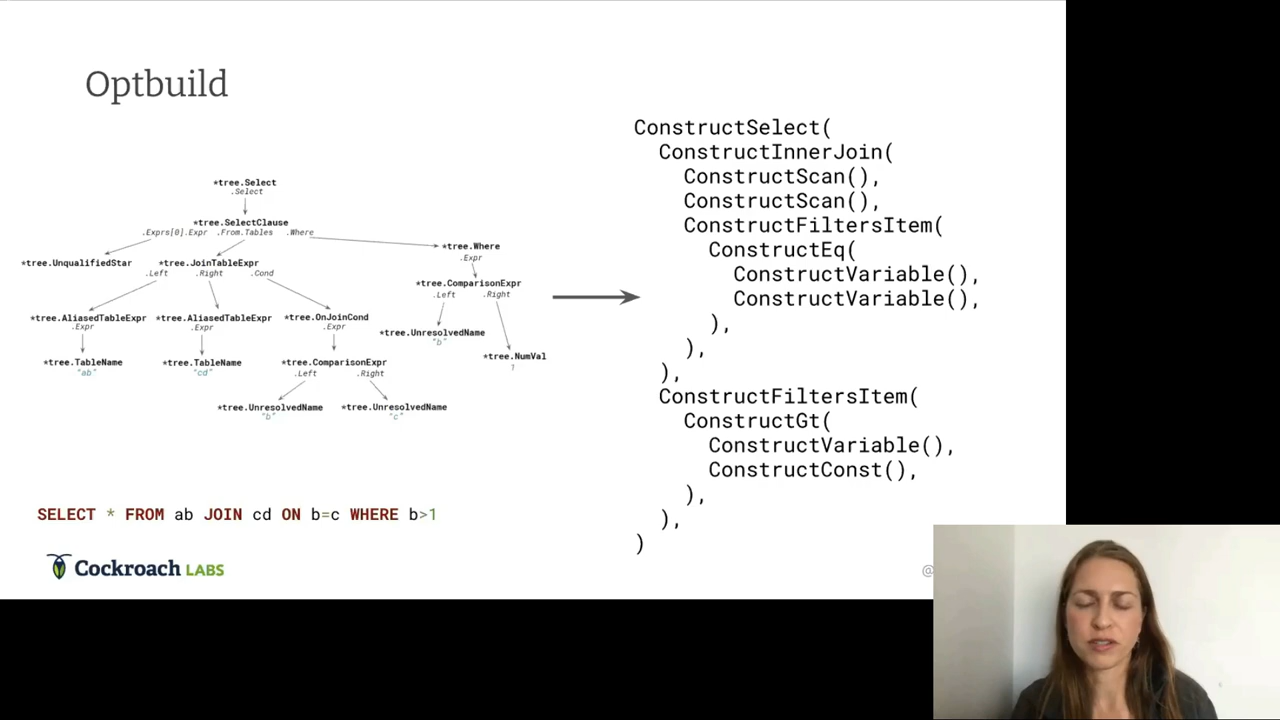 Optbuild
*tree.Select
.Select
*tree.SelectClause
.Exprs[0].Expr .From.Tables .Where
*tree.UnqualifiedStar
*tree.JoinTableExpr
.Left .Right .Cond
*tree.Where
.Expr
*tree.ComparisonExpr
.Left .Right
*tree.AliasedTableExpr
.Expr
*tree.AliasedTableExpr
.Expr
*tree.OnJoinCond
.Expr
*tree.UnresolvedName
"b"
*tree.NumVal
1
*tree.TableName
"ab"
*tree.TableName
"cd"
*tree.ComparisonExpr
.Left .Right
*tree.UnresolvedName
"b"
*tree.UnresolvedName
"c"
SELECT * FROM ab JOIN cd ON b=c WHERE b>1
Cockroach LABS
ConstructSelect(
ConstructInnerJoin(
ConstructScan(),
ConstructScan(),
ConstructFiltersItem(
ConstructEq(
ConstructVariable(),
ConstructVariable(),
),
),
),
ConstructFiltersItem(
ConstructGt(
ConstructVariable(),
ConstructConst(),
),
),
)
@